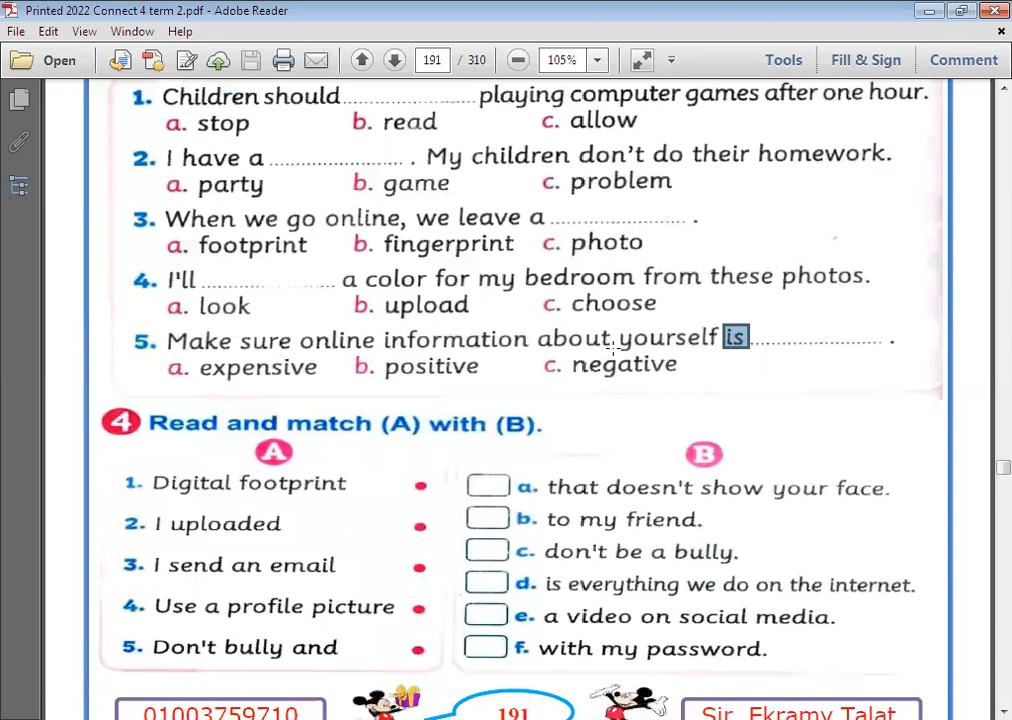 Printed 2022 Connect 4 term 2.pdf - Adobe Reader
File Edit View Window Help
Open 191 / 310 105% Tools Fill & Sign Comment
1. Children should.................... playing computer games after one hour.
a. stop b. read c. allow
2. I have a .................... . My children don't do their homework.
a. party b. game c. problem
3. When we go online, we leave a .................... .
a. footprint b. fingerprint c. photo
4. I'll .................... a color for my bedroom from these photos.
a. look b. upload c. choose
5. Make sure online information about yourself is.................... .
a. expensive b. positive c. negative
4 Read and match (A) with (B).
A B
1. Digital footprint a. that doesn't show your face.
2. I uploaded b. to my friend.
3. I send an email c. don't be a bully.
4. Use a profile picture d. is everything we do on the internet.
5. Don't bully and e. a video on social media.
f. with my password.
01003759710 191 Sir. Ekramy Talat